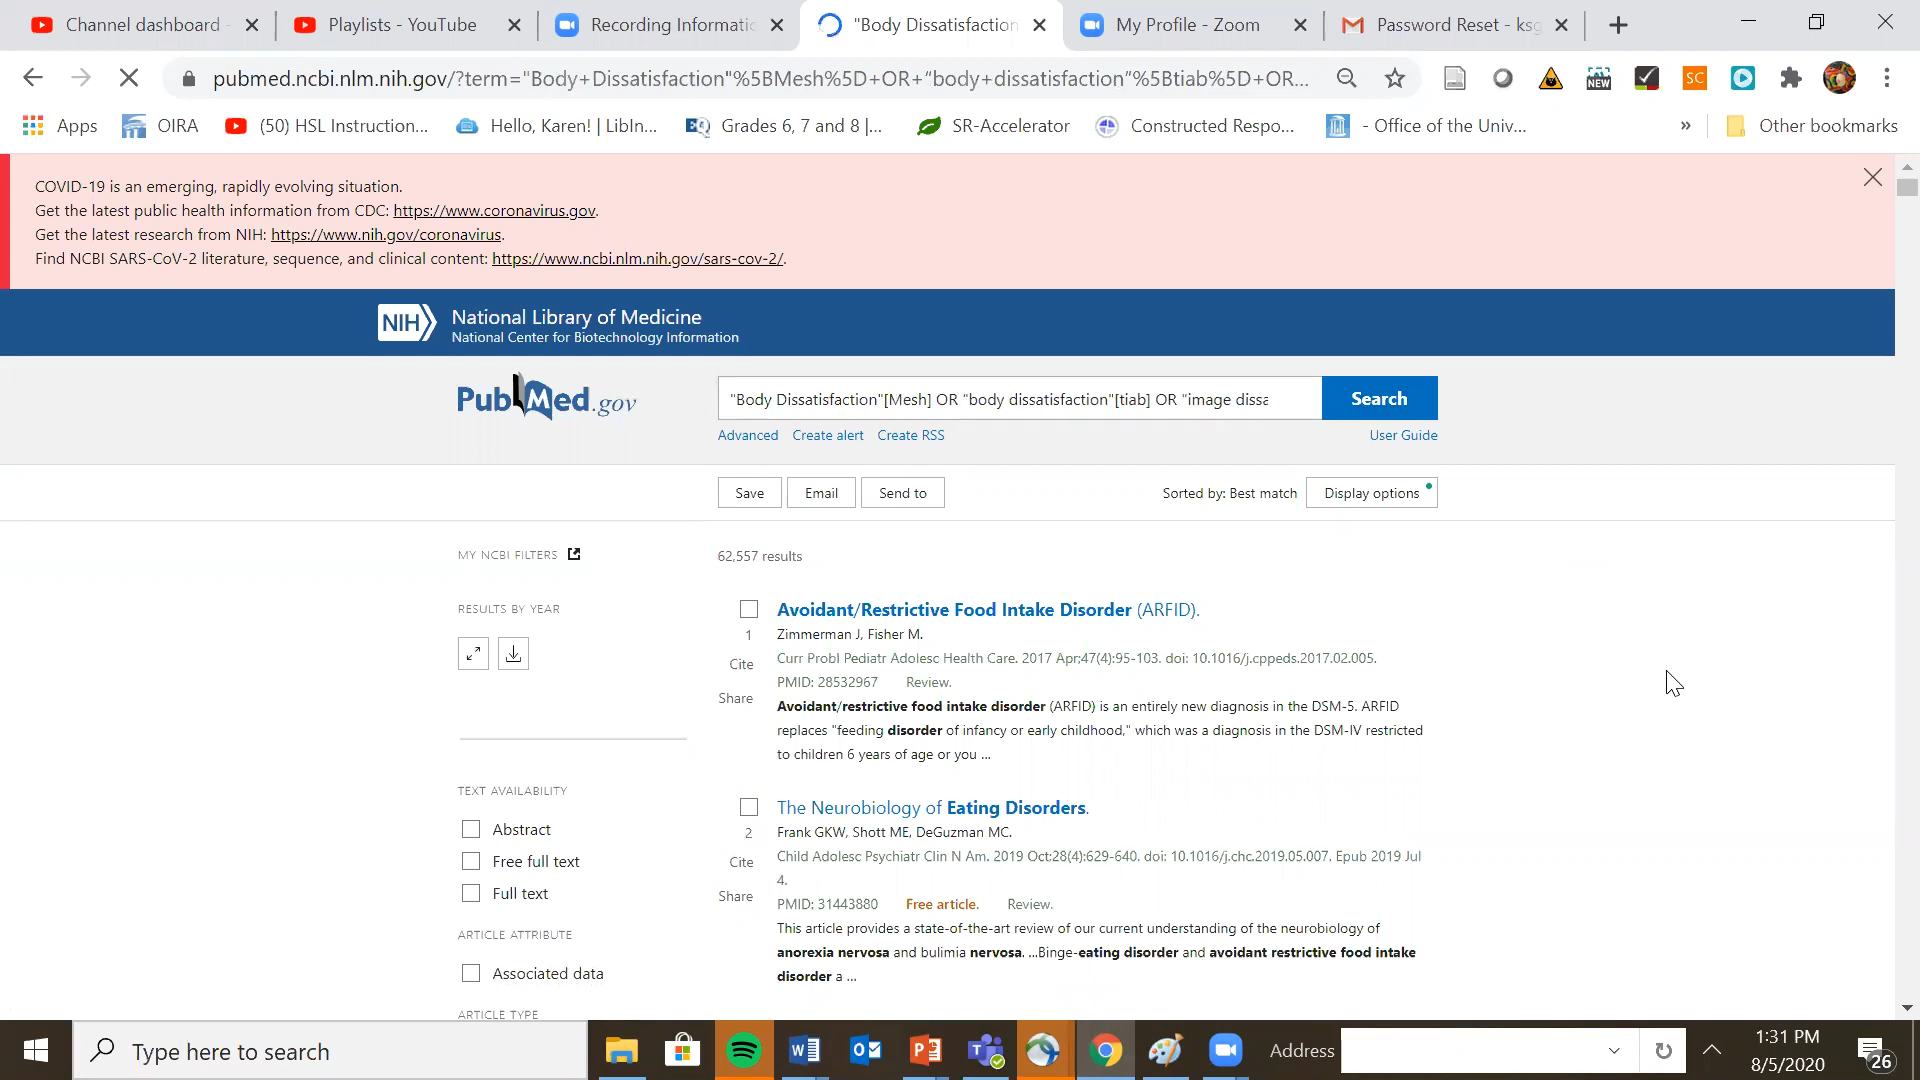 Channel dashboard -
Playlists - YouTube
Recording Informatic
"Body Dissatisfaction
My Profile - Zoom
Password Reset - ksg
pubmed.ncbi.nlm.nih.gov/?term="Body+Dissatisfaction"%5BMesh%5D+OR+“body+dissatisfaction”%5Btiab%5D+OR...
NEW
SC
Apps
OIRA
(50) HSL Instruction...
Hello, Karen! | LibIn...
Grades 6, 7 and 8 |...
SR-Accelerator
Constructed Respo...
- Office of the Univ...
»
Other bookmarks
COVID-19 is an emerging, rapidly evolving situation.
Get the latest public health information from CDC: https://www.coronavirus.gov.
Get the latest research from NIH: https://www.nih.gov/coronavirus.
Find NCBI SARS-CoV-2 literature, sequence, and clinical content: https://www.ncbi.nlm.nih.gov/sars-cov-2/.
NIH
National Library of Medicine
National Center for Biotechnology Information
PubMed.gov
"Body Dissatisfaction"[Mesh] OR “body dissatisfaction”[tiab] OR “image dissa
Search
Advanced
Create alert
Create RSS
User Guide
Save
Email
Send to
Sorted by: Best match
Display options
MY NCBI FILTERS
62,557 results
RESULTS BY YEAR
Avoidant/Restrictive Food Intake Disorder (ARFID).
1
Zimmerman J, Fisher M.
Cite
Curr Probl Pediatr Adolesc Health Care. 2017 Apr;47(4):95-103. doi: 10.1016/j.cppeds.2017.02.005.
PMID: 28532967
Review.
Share
Avoidant/restrictive food intake disorder (ARFID) is an entirely new diagnosis in the DSM-5. ARFID
replaces "feeding disorder of infancy or early childhood," which was a diagnosis in the DSM-IV restricted
to children 6 years of age or you ...
TEXT AVAILABILITY
Abstract
Free full text
Full text
The Neurobiology of Eating Disorders.
2
Frank GKW, Shott ME, DeGuzman MC.
Cite
Child Adolesc Psychiatr Clin N Am. 2019 Oct;28(4):629-640. doi: 10.1016/j.chc.2019.05.007. Epub 2019 Jul
4.
Share
PMID: 31443880
Free article.
Review.
This article provides a state-of-the-art review of our current understanding of the neurobiology of
anorexia nervosa and bulimia nervosa. ...Binge-eating disorder and avoidant restrictive food intake
disorder a ...
ARTICLE ATTRIBUTE
Associated data
ARTICLE TYPE
Type here to search
Address
1:31 PM
8/5/2020
26